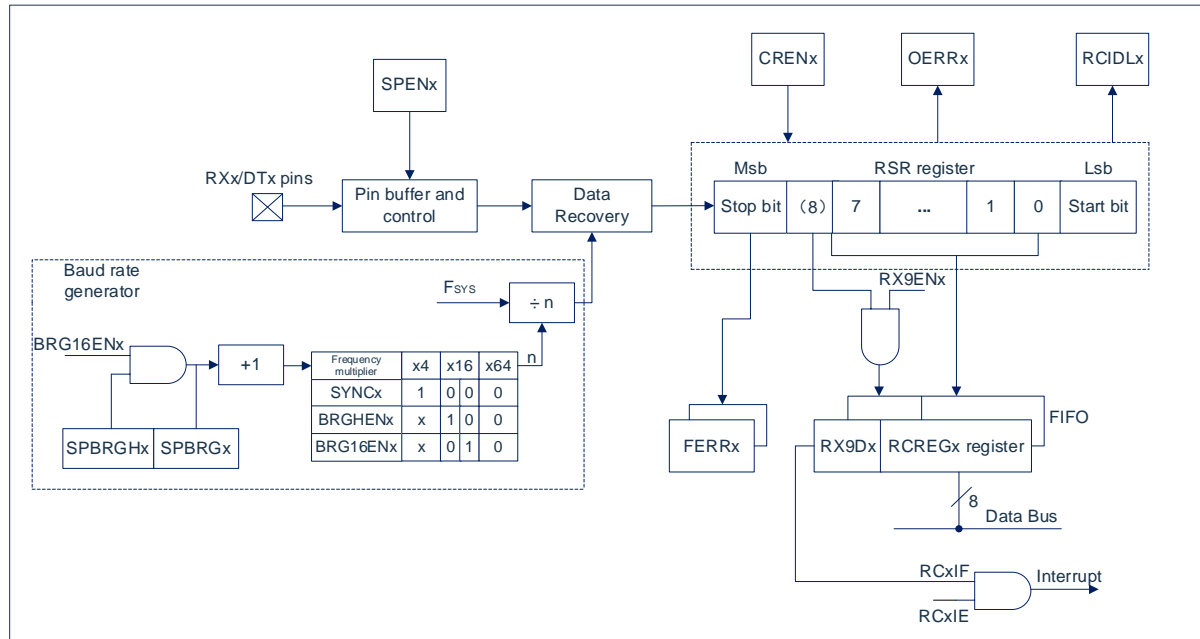 CRENx
OERRx
RCIDLx
SPENx
Msb
RSR register
Lsb
RXx/DTx pins
Pin buffer and
control
Data
Recovery
Stop bit
（8）
7
...
1
0
Start bit
Baud rate
generator
FSYS
÷ n
RX9ENx
BRG16ENx
+1
n
Frequency
multiplier
x4
x16
x64
SYNCx
1
0
0
0
BRGHENx
x
1
0
0
BRG16ENx
x
0
1
0
SPBRGHx
SPBRGx
FERRx
RX9Dx
RCREGx register
FIFO
8
Data Bus
RCxIF
Interrupt
RCxIE